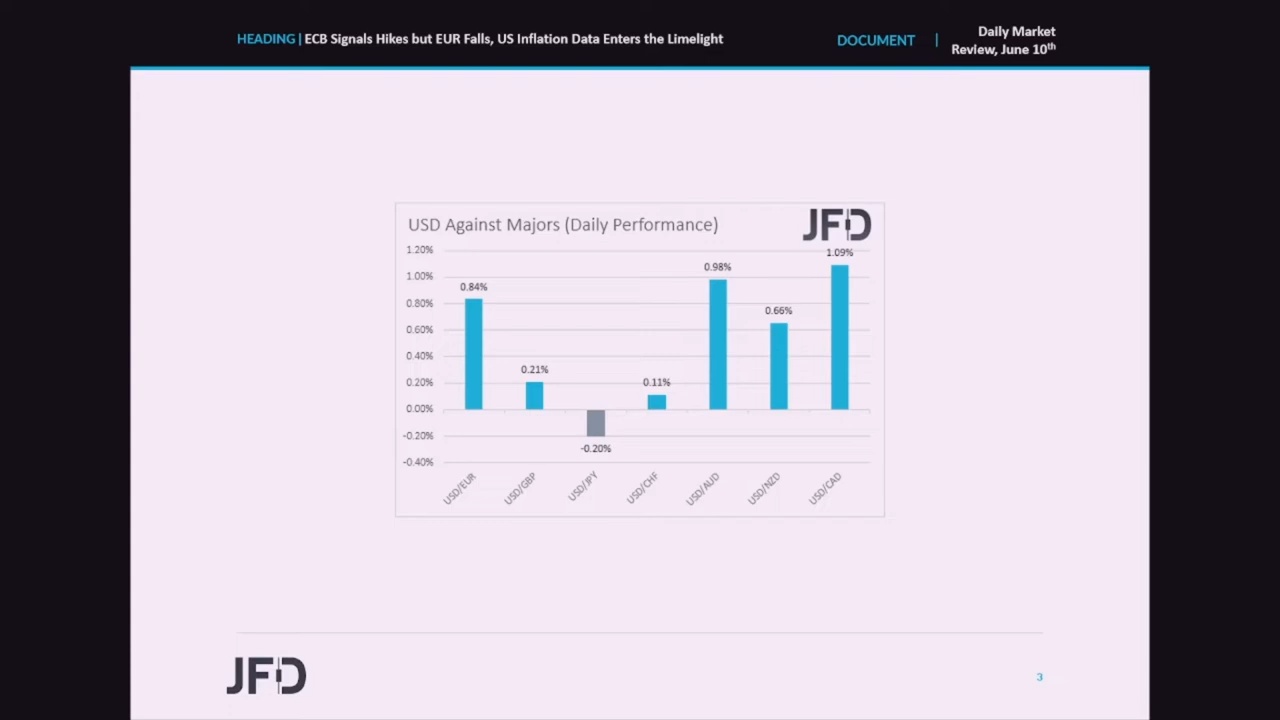 HEADING | ECB Signals Hikes but EUR Falls, US Inflation Data Enters the Limelight
DOCUMENT |
Daily Market
Review, June 10th
USD Against Majors (Daily Performance)
JFD
1.20%
1.00%
0.80%
0.60%
0.40%
0.20%
0.00%
-0.20%
-0.40%
0.84%
0.21%
-0.20%
0.11%
0.98%
0.66%
1.09%
USD/EUR
USD/GBP
USD/JPY
USD/CHF
USD/AUD
USD/NZD
USD/CAD
JFD
3